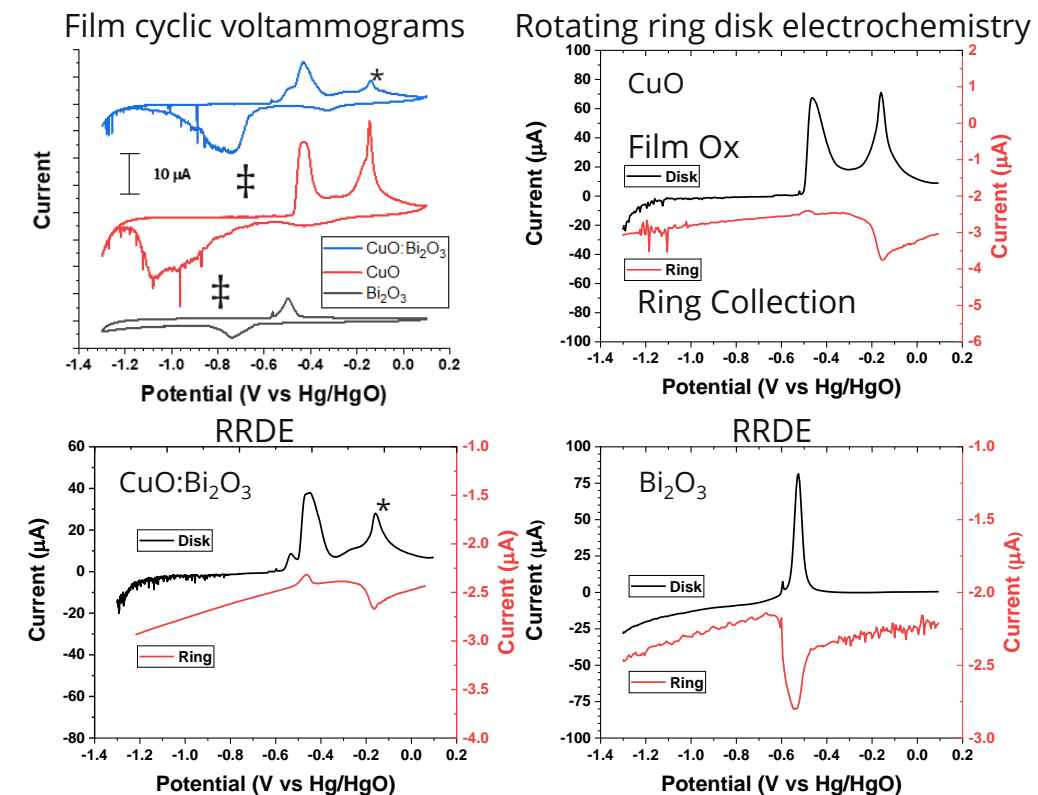 Film cyclic voltammograms
*
10 µA
‡
‡
CuO:Bi₂O₃
CuO
Bi₂O₃
Current
-1.4 -1.2 -1.0 -0.8 -0.6 -0.4 -0.2 0.0 0.2
Potential (V vs Hg/HgO)
Rotating ring disk electrochemistry
CuO
Film Ox
Disk
Ring
Ring Collection
Current (µA)
100
80
60
40
20
0
-20
-40
-60
-80
-100
2
1
0
-1
-2
-3
-4
-5
-6
Current (µA)
-1.4 -1.2 -1.0 -0.8 -0.6 -0.4 -0.2 0.0 0.2
Potential (V vs Hg/HgO)
RRDE
CuO:Bi₂O₃
*
Disk
Ring
Current (µA)
60
40
20
0
-20
-40
-60
-80
-1.0
-1.5
-2.0
-2.5
-3.0
-3.5
-4.0
Current (µA)
-1.4 -1.2 -1.0 -0.8 -0.6 -0.4 -0.2 0.0 0.2
Potential (V vs Hg/HgO)
RRDE
Bi₂O₃
Disk
Ring
Current (µA)
100
75
50
25
0
-25
-50
-75
-100
-1.0
-1.5
-2.0
-2.5
-3.0
Current (µA)
-1.4 -1.2 -1.0 -0.8 -0.6 -0.4 -0.2 0.0 0.2
Potential (V vs Hg/HgO)